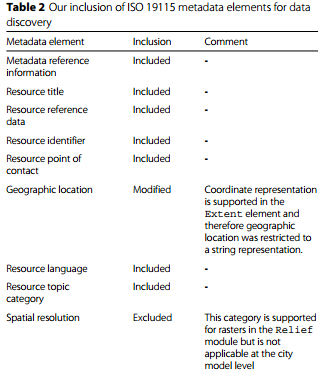 Table 2 Our inclusion of ISO 19115 metadata elements for data
discovery
Metadata element Inclusion Comment
Metadata reference Included -
information
Resource title Included -
Resource reference Included -
data
Resource identifier Included -
Resource point of Included -
contact
Geographic location Modified Coordinate representation
is supported in the
Extent element and
therefore geographic
location was restricted to
a string representation.
Resource language Included -
Resource topic Included -
category
Spatial resolution Excluded This category is supported
for rasters in the Relief
module but is not
applicable at the city
model level